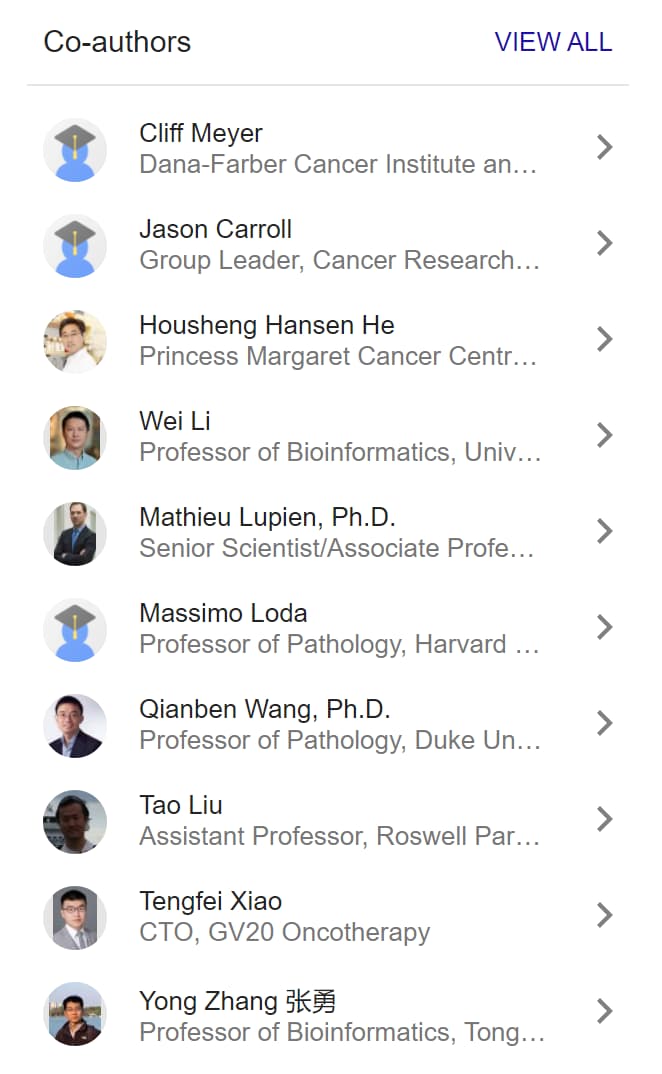 Co-authors VIEW ALL
Cliff Meyer
Dana-Farber Cancer Institute an…
Jason Carroll
Group Leader, Cancer Research…
Housheng Hansen He
Princess Margaret Cancer Centr…
Wei Li
Professor of Bioinformatics, Univ…
Mathieu Lupien, Ph.D.
Senior Scientist/Associate Profe…
Massimo Loda
Professor of Pathology, Harvard …
Qianben Wang, Ph.D.
Professor of Pathology, Duke Un…
Tao Liu
Assistant Professor, Roswell Par…
Tengfei Xiao
CTO, GV20 Oncotherapy
Yong Zhang 张勇
Professor of Bioinformatics, Tong…